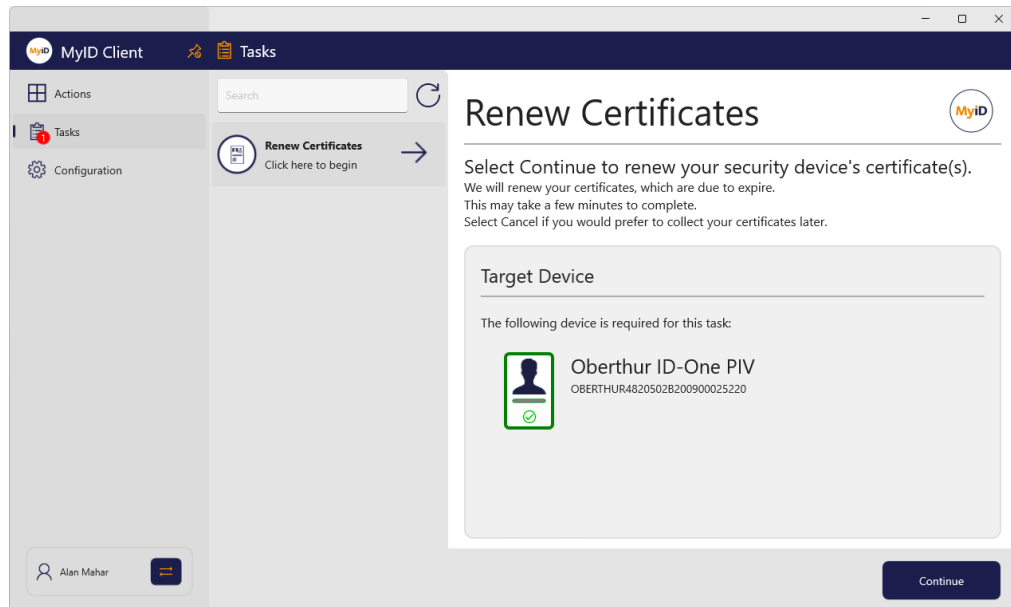 MyiD
MyID Client
Tasks
Actions
Tasks
1
Configuration
Search
Renew Certificates
Click here to begin
Renew Certificates
MyiD
Select Continue to renew your security device's certificate(s).
We will renew your certificates, which are due to expire.
This may take a few minutes to complete.
Select Cancel if you would prefer to collect your certificates later.
Target Device
The following device is required for this task:
Oberthur ID-One PIV
OBERTHUR4820502B200900025220
Alan Mahar
Continue